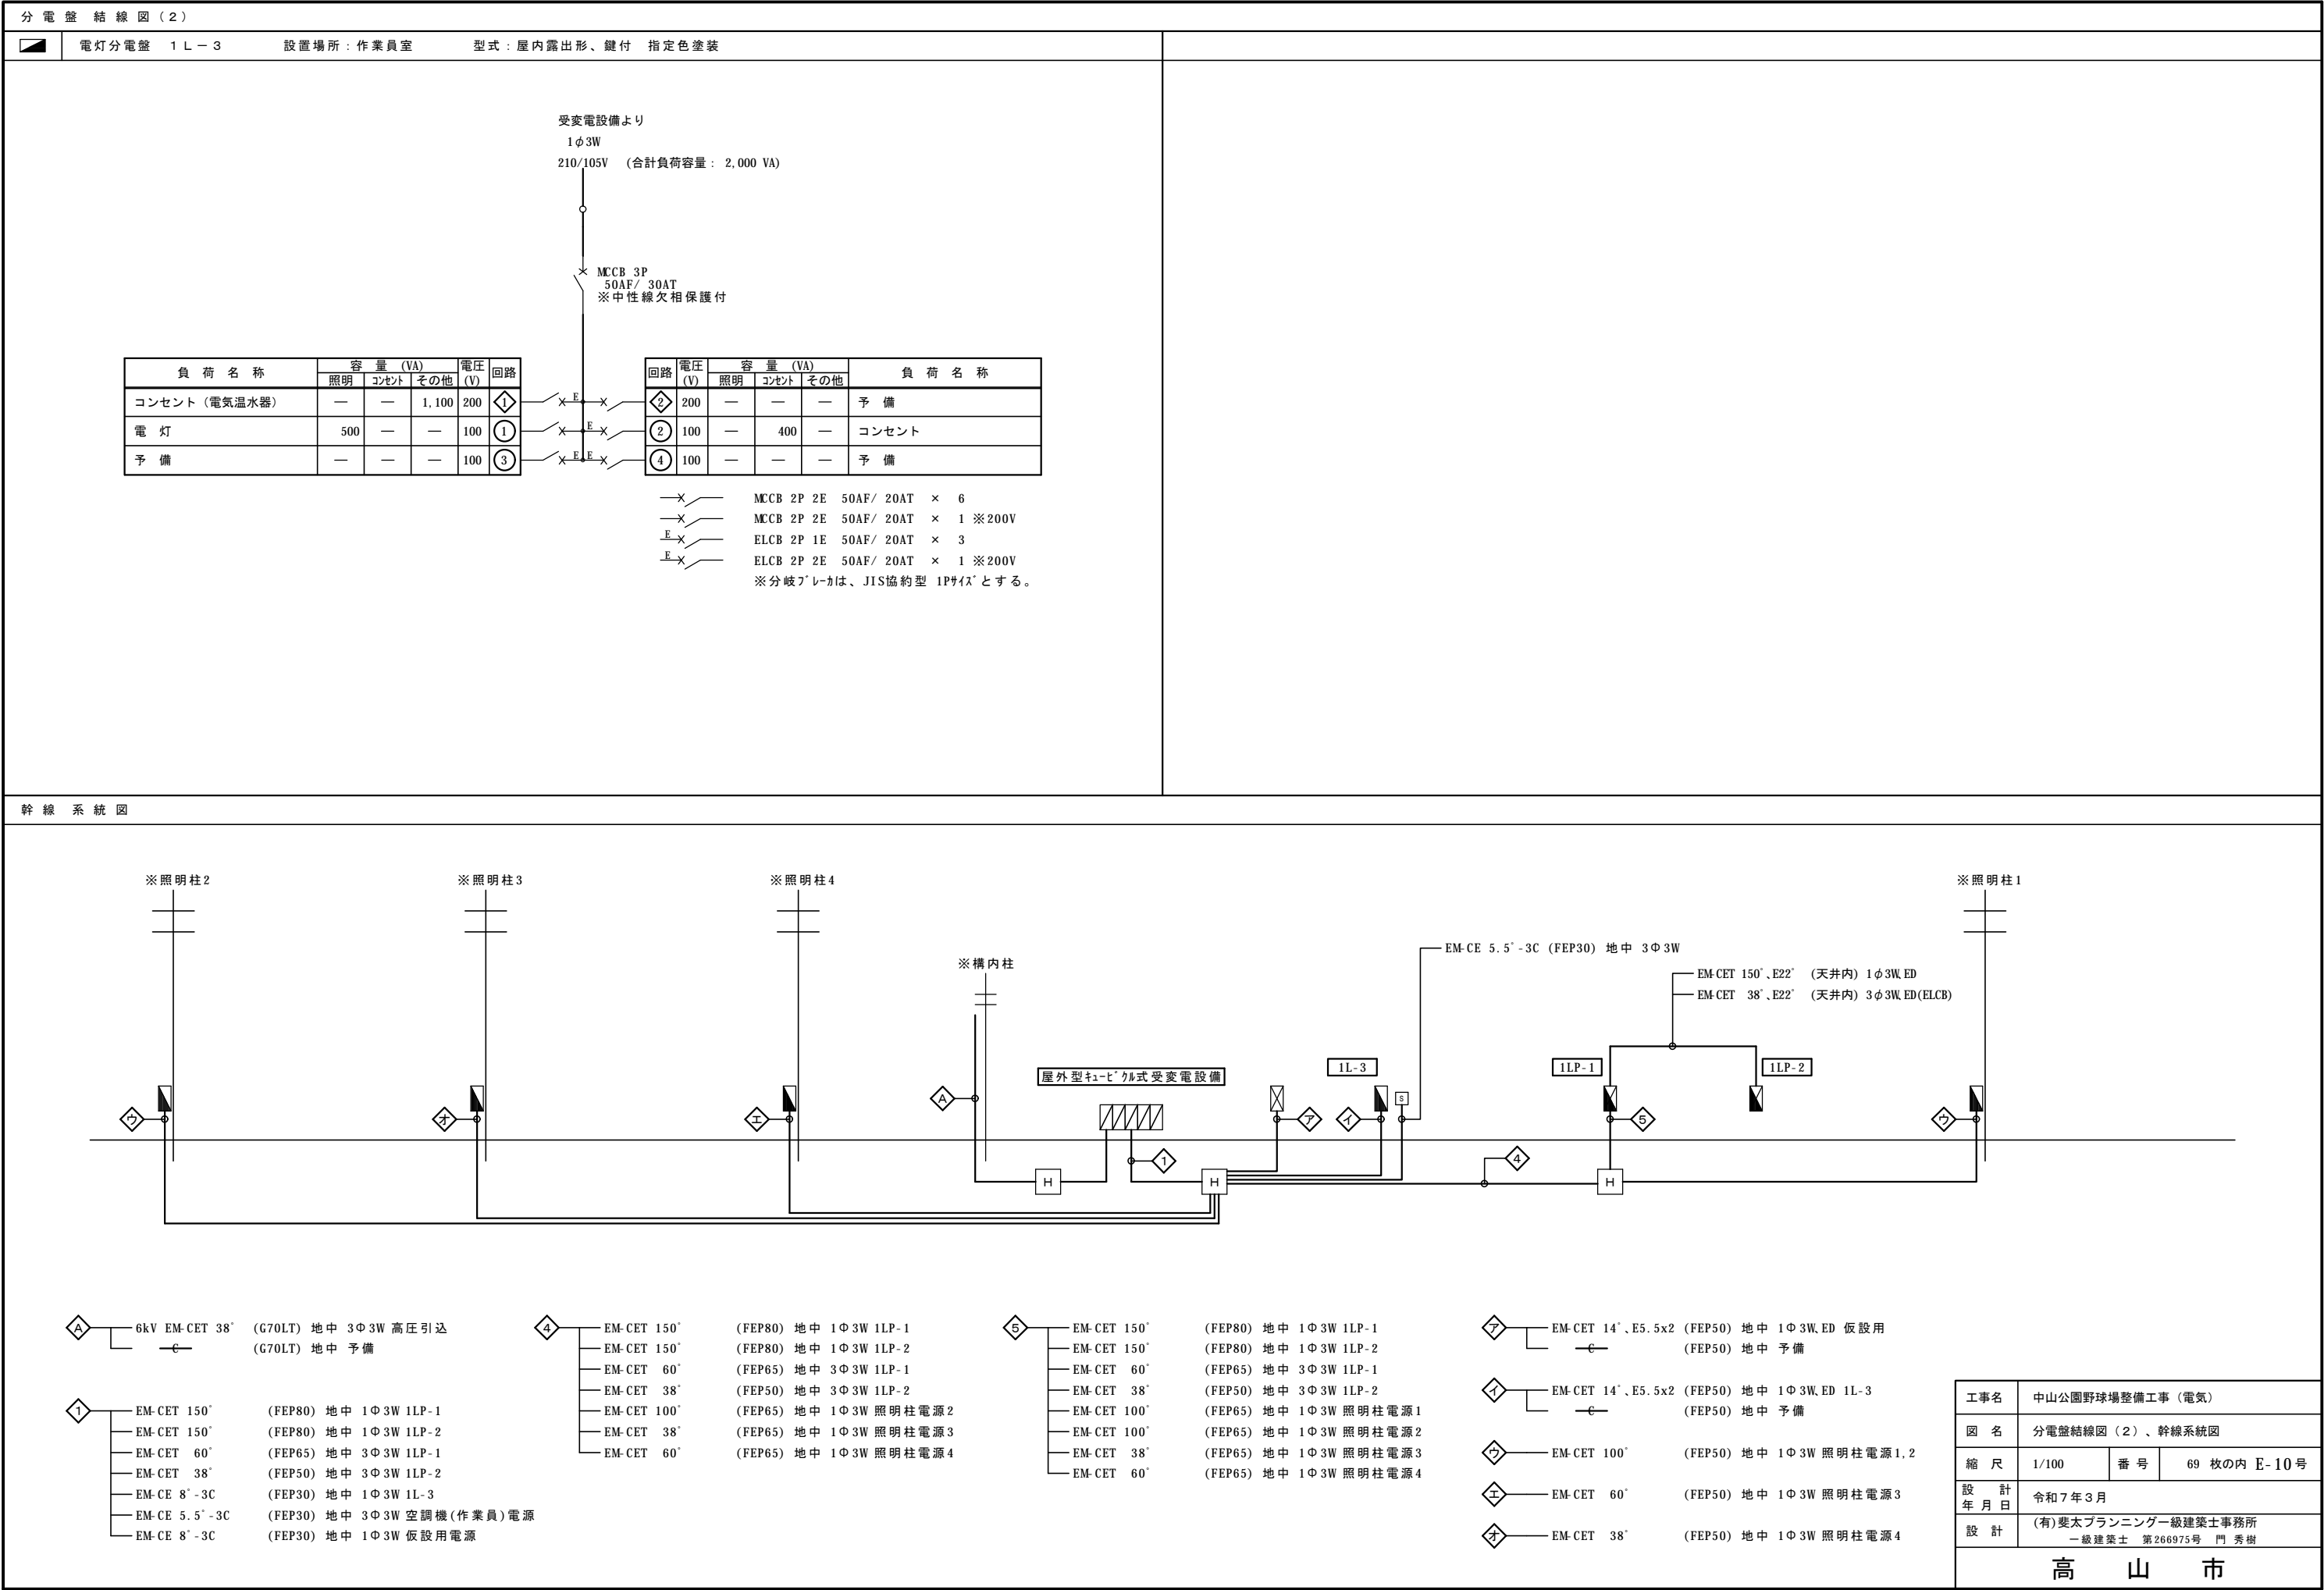 分電盤 結線図(2)
電灯分電盤 1L-3 設置場所:作業員室 型式:屋内露出形、鍵付 指定色塗装
受変電設備より
1φ3W
210/105V (合計負荷容量: 2,000 VA)
MCCB 3P
50AF/ 30AT
※中性線欠相保護付
負荷名称 容量 (VA) 電圧(V) 回路
照明 コンセント その他
コンセント(電気温水器) — — 1,100 200 1
電灯 500 — — 100 1
予備 — — — 100 3
E
E
E E
回路 電圧(V) 容量 (VA) 負荷名称
照明 コンセント その他
2 200 — — — 予備
2 100 — 400 — コンセント
4 100 — — — 予備
MCCB 2P 2E 50AF/ 20AT × 6
MCCB 2P 2E 50AF/ 20AT × 1 ※200V
E ELCB 2P 1E 50AF/ 20AT × 3
E ELCB 2P 2E 50AF/ 20AT × 1 ※200V
※分岐ブレーカは、JIS協約型 1Pサイズとする。
幹線 系統図
※照明柱2
※照明柱3
※照明柱4
※照明柱1
※構内柱
EM-CE 5.5°-3C (FEP30) 地中 3Φ3W
EM-CET 150°、E22° (天井内) 1φ3W,ED
EM-CET 38°、E22° (天井内) 3φ3W,ED(ELCB)
屋外型キュービクル式受変電設備
1L-3
1LP-1
1LP-2
S
ウ
オ
エ
A
ア
イ
5
ウ
1
4
H
H
H
A 6kV EM-CET 38° (G70LT) 地中 3Φ3W 高圧引込
C (G70LT) 地中 予備
1 EM-CET 150° (FEP80) 地中 1Φ3W 1LP-1
EM-CET 150° (FEP80) 地中 1Φ3W 1LP-2
EM-CET 60° (FEP65) 地中 3Φ3W 1LP-1
EM-CET 38° (FEP50) 地中 3Φ3W 1LP-2
EM-CE 8°-3C (FEP30) 地中 1Φ3W 1L-3
EM-CE 5.5°-3C (FEP30) 地中 3Φ3W 空調機(作業員)電源
EM-CE 8°-3C (FEP30) 地中 1Φ3W 仮設用電源
4 EM-CET 150° (FEP80) 地中 1Φ3W 1LP-1
EM-CET 150° (FEP80) 地中 1Φ3W 1LP-2
EM-CET 60° (FEP65) 地中 3Φ3W 1LP-1
EM-CET 38° (FEP50) 地中 3Φ3W 1LP-2
EM-CET 100° (FEP65) 地中 1Φ3W 照明柱電源2
EM-CET 38° (FEP65) 地中 1Φ3W 照明柱電源3
EM-CET 60° (FEP65) 地中 1Φ3W 照明柱電源4
5 EM-CET 150° (FEP80) 地中 1Φ3W 1LP-1
EM-CET 150° (FEP80) 地中 1Φ3W 1LP-2
EM-CET 60° (FEP65) 地中 3Φ3W 1LP-1
EM-CET 38° (FEP50) 地中 3Φ3W 1LP-2
EM-CET 100° (FEP65) 地中 1Φ3W 照明柱電源1
EM-CET 100° (FEP65) 地中 1Φ3W 照明柱電源2
EM-CET 38° (FEP65) 地中 1Φ3W 照明柱電源3
EM-CET 60° (FEP65) 地中 1Φ3W 照明柱電源4
ア EM-CET 14°、E5.5x2 (FEP50) 地中 1Φ3W,ED 仮設用
C (FEP50) 地中 予備
イ EM-CET 14°、E5.5x2 (FEP50) 地中 1Φ3W,ED 1L-3
C (FEP50) 地中 予備
ウ EM-CET 100° (FEP50) 地中 1Φ3W 照明柱電源1,2
エ EM-CET 60° (FEP50) 地中 1Φ3W 照明柱電源3
オ EM-CET 38° (FEP50) 地中 1Φ3W 照明柱電源4
工事名 中山公園野球場整備工事(電気)
図名 分電盤結線図(2)、幹線系統図
縮尺 1/100 番号 69 枚の内 E-10号
設計年月日 令和7年3月
設計 (有)斐太プランニング一級建築士事務所
一級建築士 第266975号 門 秀樹
高山市